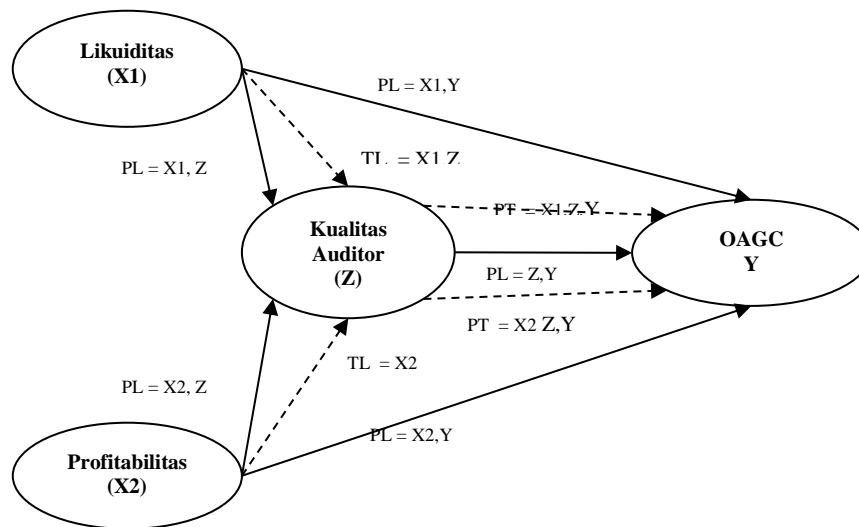 Likuiditas
(X1)
PL = X1,Y
PL = X1, Z
TL = X1 Z
PT = X1.Z,Y
Kualitas
Auditor
(Z)
OAGC
Y
PL = Z,Y
PT = X2 Z,Y
TL = X2
PL = X2, Z
PL = X2,Y
Profitabilitas
(X2)